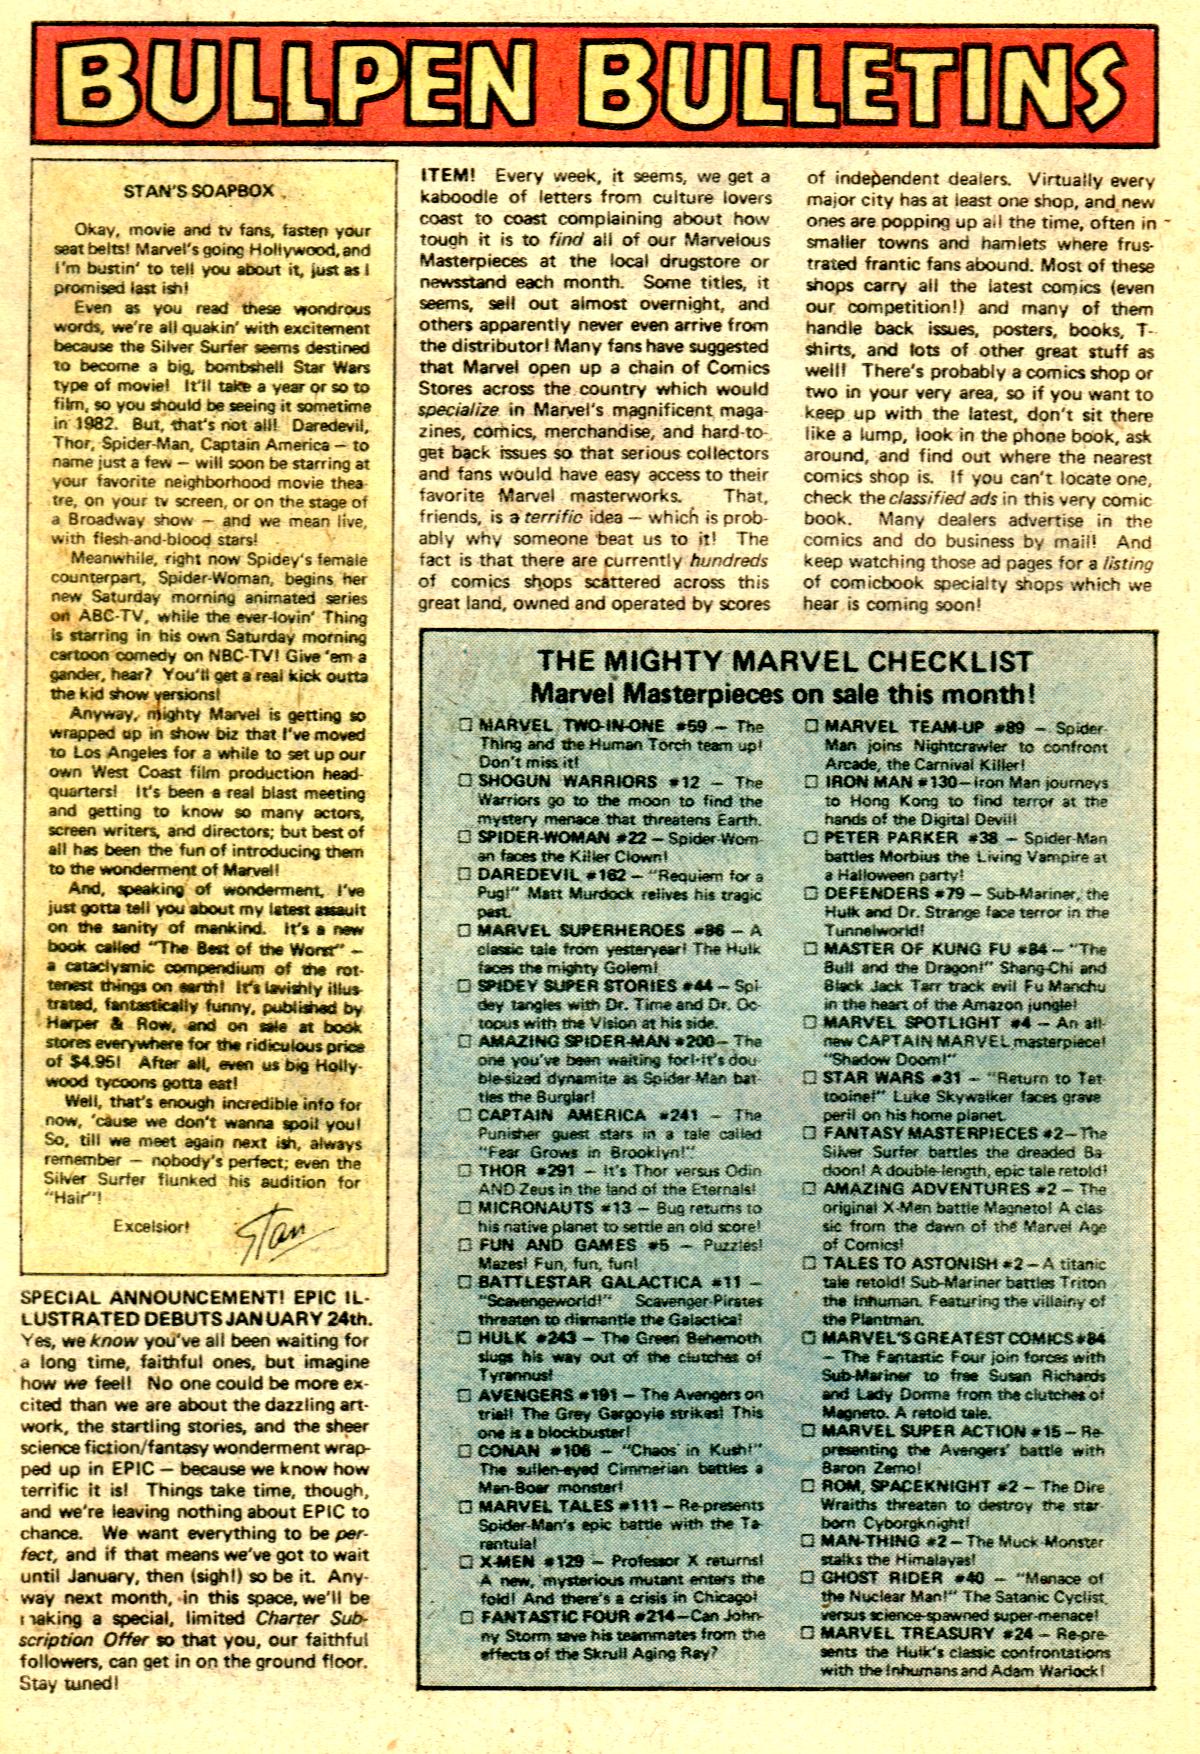 BULLPEN BULLETINS
STAN'S SOAPBOX
Okay, movie and tv fans, fasten your
seat belts! Marvel's going Hollywood, and
I'm bustin' to tell you about it, just as I
promised last ish!
Even as you read these wondrous
words, we're all quakin' with excitement
because the Silver Surfer seems destined
to become a big, bombshell Star Wars
type of movie! It'll take a year or so to
film, so you should be seeing it sometime
in 1982. But, that's not all! Daredevil,
Thor, Spider-Man, Captain America — to
name just a few — will soon be starring at
your favorite neighborhood movie thea-
tre, on your tv screen, or on the stage of
a Broadway show — and we mean live,
with flesh-and-blood stars!
Meanwhile, right now Spidey's female
counterpart, Spider-Woman, begins her
new Saturday morning animated series
on ABC-TV, while the ever-lovin' Thing
is starring in his own Saturday morning
cartoon comedy on NBC-TV! Give 'em a
gander, hear? You'll get a real kick outta
the kid show versions!
Anyway, mighty Marvel is getting so
wrapped up in show biz that I've moved
to Los Angeles for a while to set up our
own West Coast film production head-
quarters! It's been a real blast meeting
and getting to know so many actors,
screen writers, and directors; but best of
all has been the fun of introducing them
to the wonderment of Marvel!
And, speaking of wonderment, I've
just gotta tell you about my latest assault
on the sanity of mankind. It's a new
book called "The Best of the Worst" —
a cataclysmic compendium of the rot-
tenest things on earth! It's lavishly illus-
trated, fantastically funny, published by
Harper & Row, and on sale at book
stores everywhere for the ridiculous price
of $4.95! After all, even us big Holly-
wood tycoons gotta eat!
Well, that's enough incredible info for
now, 'cause we don't wanna spoil you!
So, till we meet again next ish, always
remember — nobody's perfect; even the
Silver Surfer flunked his audition for
"Hair"!
Excelsior!
Stan
SPECIAL ANNOUNCEMENT! EPIC IL-
LUSTRATED DEBUTS JANUARY 24th.
Yes, we know you've all been waiting for
a long time, faithful ones, but imagine
how we feel! No one could be more ex-
cited than we are about the dazzling art-
work, the startling stories, and the sheer
science fiction/fantasy wonderment wrap-
ped up in EPIC — because we know how
terrific it is! Things take time, though,
and we're leaving nothing about EPIC to
chance. We want everything to be per-
fect, and if that means we've got to wait
until January, then (sigh!) so be it. Any-
way next month, in this space, we'll be
making a special, limited Charter Sub-
scription Offer so that you, our faithful
followers, can get in on the ground floor.
Stay tuned!
ITEM! Every week, it seems, we get a
kaboodle of letters from culture lovers
coast to coast complaining about how
tough it is to find all of our Marvelous
Masterpieces at the local drugstore or
newsstand each month. Some titles, it
seems, sell out almost overnight, and
others apparently never even arrive from
the distributor! Many fans have suggested
that Marvel open up a chain of Comics
Stores across the country which would
specialize in Marvel's magnificent maga-
zines, comics, merchandise, and hard-to-
get back issues so that serious collectors
and fans would have easy access to their
favorite Marvel masterworks. That,
friends, is a terrific idea — which is prob-
ably why someone beat us to it! The
fact is that there are currently hundreds
of comics shops scattered across this
great land, owned and operated by scores
of independent dealers. Virtually every
major city has at least one shop, and new
ones are popping up all the time, often in
smaller towns and hamlets where frus-
trated frantic fans abound. Most of these
shops carry all the latest comics (even
our competition!) and many of them
handle back issues, posters, books, T-
shirts, and lots of other great stuff as
well! There's probably a comics shop or
two in your very area, so if you want to
keep up with the latest, don't sit there
like a lump, look in the phone book, ask
around, and find out where the nearest
comics shop is. If you can't locate one,
check the classified ads in this very comic
book. Many dealers advertise in the
comics and do business by mail! And
keep watching those ad pages for a listing
of comicbook specialty shops which we
hear is coming soon!
THE MIGHTY MARVEL CHECKLIST
Marvel Masterpieces on sale this month!
☐ MARVEL TWO-IN-ONE #59 — The
Thing and the Human Torch team up!
Don't miss it!
☐ SHOGUN WARRIORS #12 — The
Warriors go to the moon to find the
mystery menace that threatens Earth.
☐ SPIDER-WOMAN #22 — Spider-Wom-
an faces the Killer Clown!
☐ DAREDEVIL #162 — "Requiem for a
Pug!" Matt Murdock relives his tragic
past.
☐ MARVEL SUPERHEROES #86 — A
classic tale from yesteryear! The Hulk
faces the mighty Golem!
☐ SPIDEY SUPER STORIES #44 — Spi-
dey tangles with Dr. Time and Dr. Oc-
topus with the Vision at his side.
☐ AMAZING SPIDER-MAN #200 — The
one you've been waiting for!-it's dou-
ble-sized dynamite as Spider-Man bat-
tles the Burglar!
☐ CAPTAIN AMERICA #241 — The
Punisher guest stars in a tale called
"Fear Grows in Brooklyn!"
☐ THOR #291 — It's Thor versus Odin
AND Zeus in the land of the Eternals!
☐ MICRONAUTS #13 — Bug returns to
his native planet to settle an old score!
☐ FUN AND GAMES #5 — Puzzles!
Mazes! Fun, fun, fun!
☐ BATTLESTAR GALACTICA #11 —
"Scavengeworld!" Scavenger-Pirates
threaten to dismantle the Galactica!
☐ HULK #243 — The Green Behemoth
slugs his way out of the clutches of
Tyrannus!
☐ AVENGERS #191 — The Avengers on
trial! The Grey Gargoyle strikes! This
one is a blockbuster!
☐ CONAN #106 — "Chaos in Kush!"
The sullen-eyed Cimmerian battles a
Man-Boar monster!
☐ MARVEL TALES #111 — Re-presents
Spider-Man's epic battle with the Ta-
rantula!
☐ X-MEN #129 — Professor X returns!
A new, mysterious mutant enters the
fold! And there's a crisis in Chicago!
☐ FANTASTIC FOUR #214 — Can John-
ny Storm save his teammates from the
effects of the Skrull Aging Ray?
☐ MARVEL TEAM-UP #89 — Spider-
Man joins Nightcrawler to confront
Arcade, the Carnival Killer!
☐ IRON MAN #130 — Iron Man journeys
to Hong Kong to find terror at the
hands of the Digital Devil!
☐ PETER PARKER #38 — Spider-Man
battles Morbius the Living Vampire at
a Halloween party!
☐ DEFENDERS #79 — Sub-Mariner, the
Hulk and Dr. Strange face terror in the
Tunnelworld!
☐ MASTER OF KUNG FU #84 — "The
Bull and the Dragon!" Shang-Chi and
Black Jack Tarr track evil Fu Manchu
in the heart of the Amazon jungle!
☐ MARVEL SPOTLIGHT #4 — An all-
new CAPTAIN MARVEL masterpiece!
"Shadow Doom!"
☐ STAR WARS #31 — "Return to Tat-
tooine!" Luke Skywalker faces grave
peril on his home planet.
☐ FANTASY MASTERPIECES #2 — The
Silver Surfer battles the dreaded Ba-
doon! A double-length, epic tale retold!
☐ AMAZING ADVENTURES #2 — The
original X-Men battle Magneto! A clas-
sic from the dawn of the Marvel Age
of Comics!
☐ TALES TO ASTONISH #2 — A titanic
tale retold! Sub-Mariner battles Triton
the Inhuman. Featuring the villainy of
the Plantman.
☐ MARVEL'S GREATEST COMICS #84
— The Fantastic Four join forces with
Sub-Mariner to free Susan Richards
and Lady Dorma from the clutches of
Magneto. A retold tale.
☐ MARVEL SUPER ACTION #15 — Re-
presenting the Avengers' battle with
Baron Zemo!
☐ ROM, SPACEKNIGHT #2 — The Dire
Wraiths threaten to destroy the star-
born Cyborgknight!
☐ MAN-THING #2 — The Muck-Monster
stalks the Himalayas!
☐ GHOST RIDER #40 — "Menace of
the Nuclear Man!" The Satanic Cyclist
versus science-spawned super-menace!
☐ MARVEL TREASURY #24 — Re-pre-
sents the Hulk's classic confrontations
with the Inhumans and Adam Warlock!